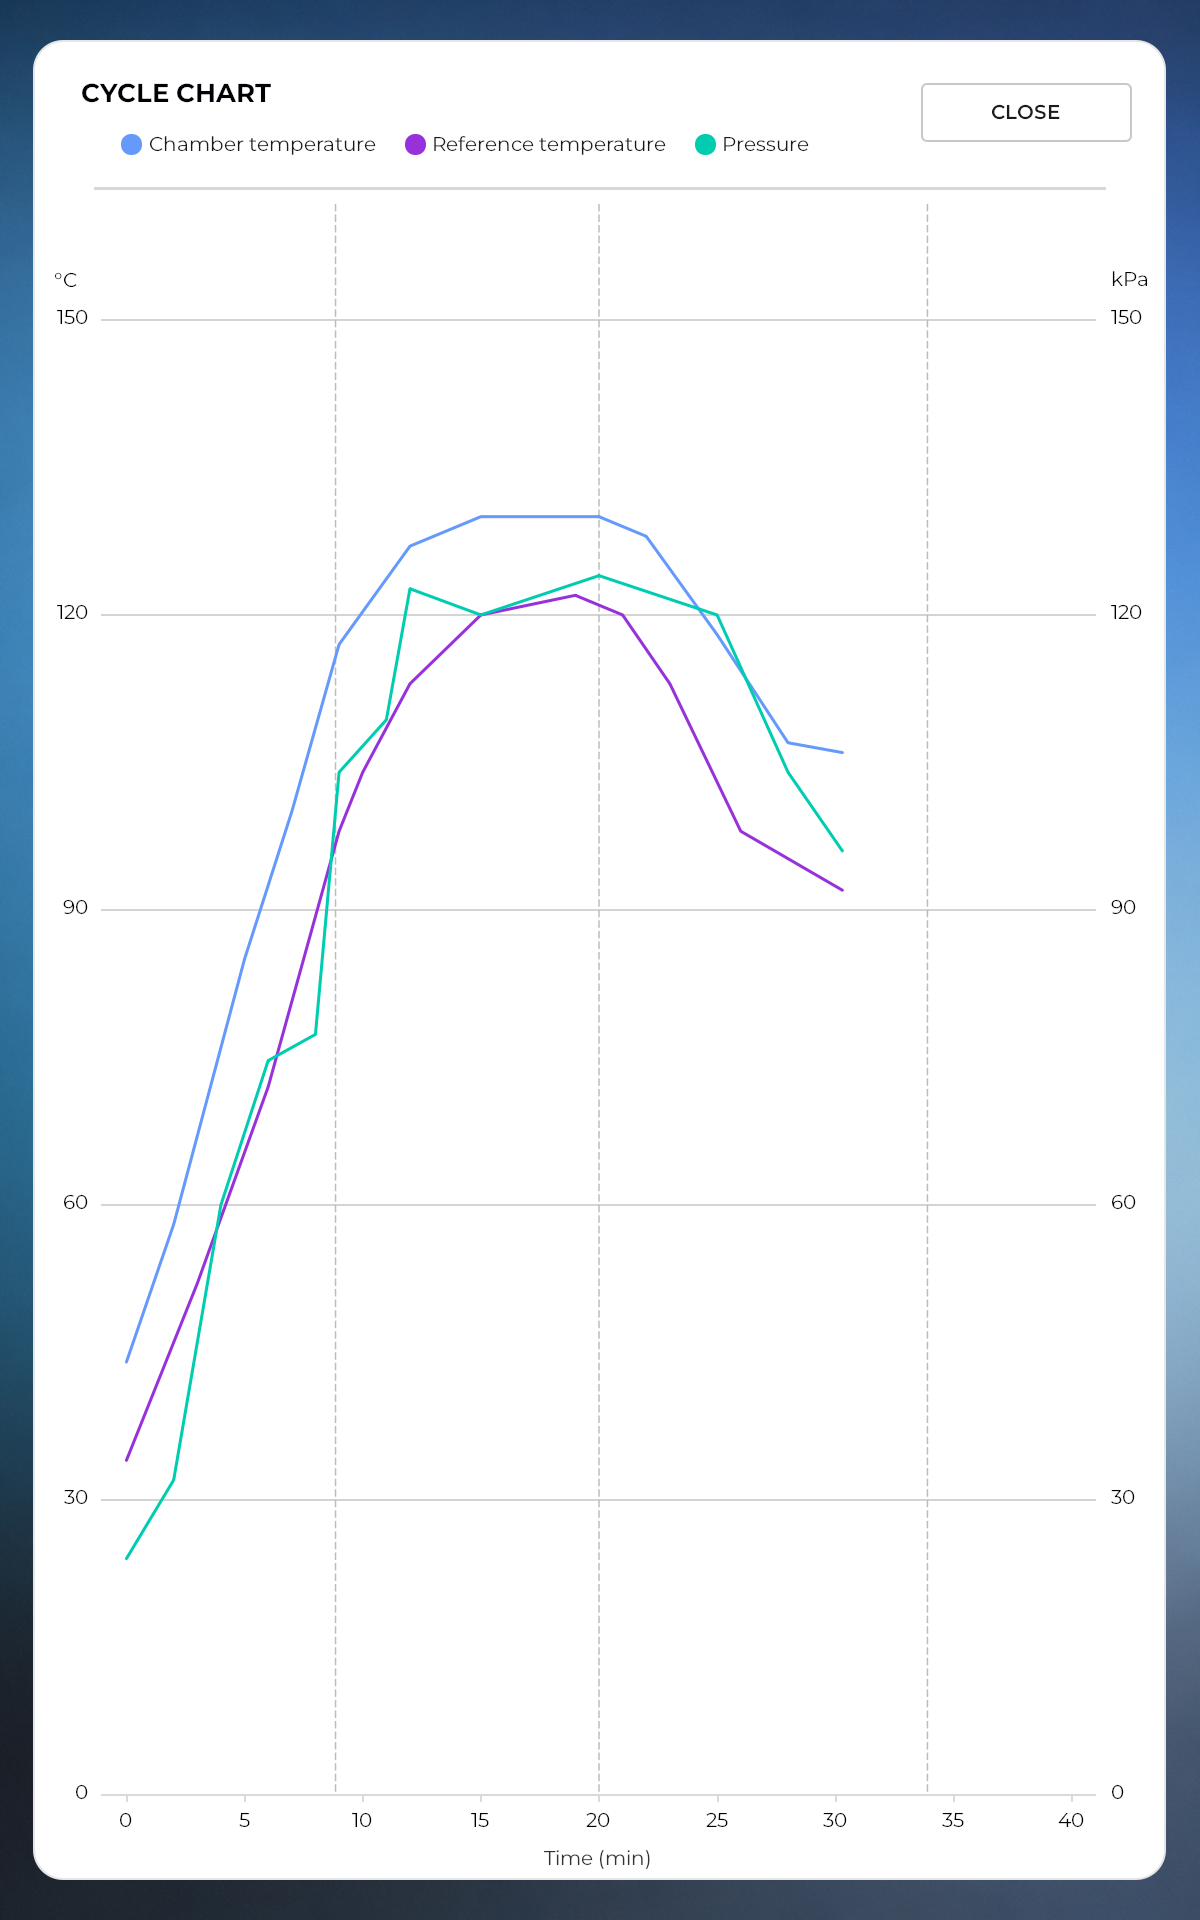 CYCLE CHART
CLOSE
Chamber temperature Reference temperature Pressure
°C kPa
150 150
120 120
90 90
60 60
30 30
0 0
0 5 10 15 20 25 30 35 40
Time (min)